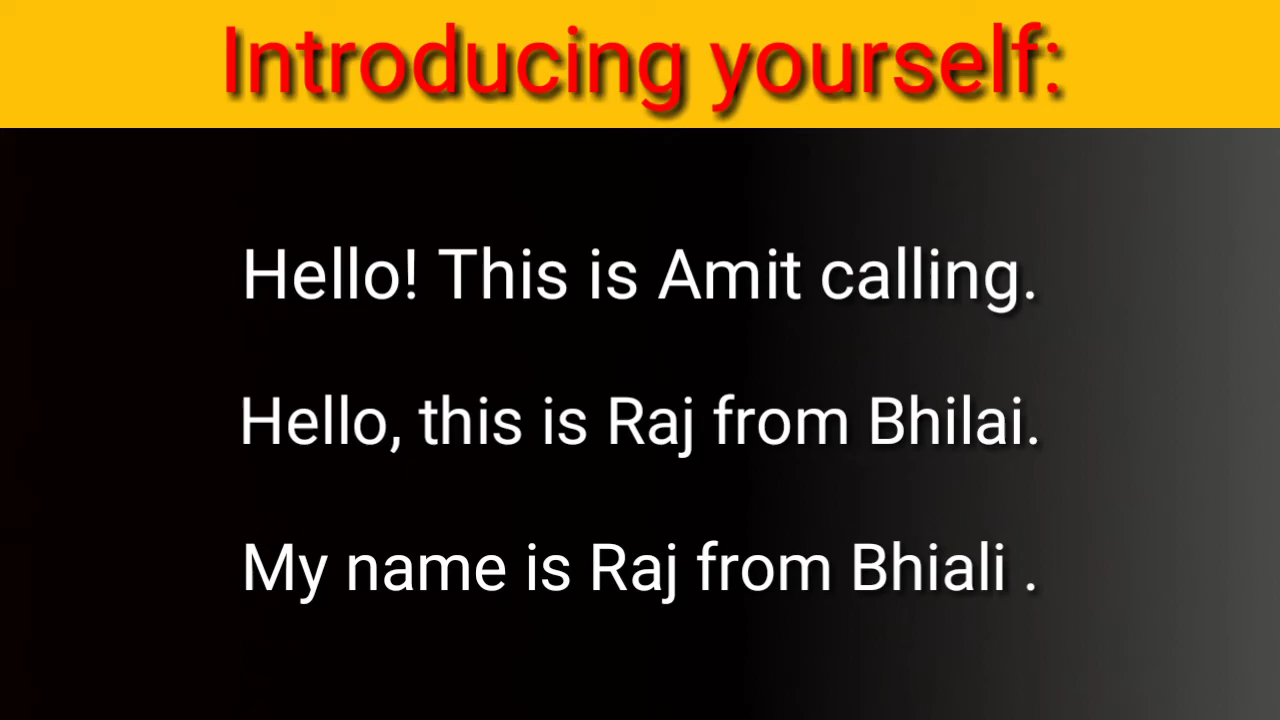 Introducing yourself:
Hello! This is Amit calling.
Hello, this is Raj from Bhilai.
My name is Raj from Bhiali .